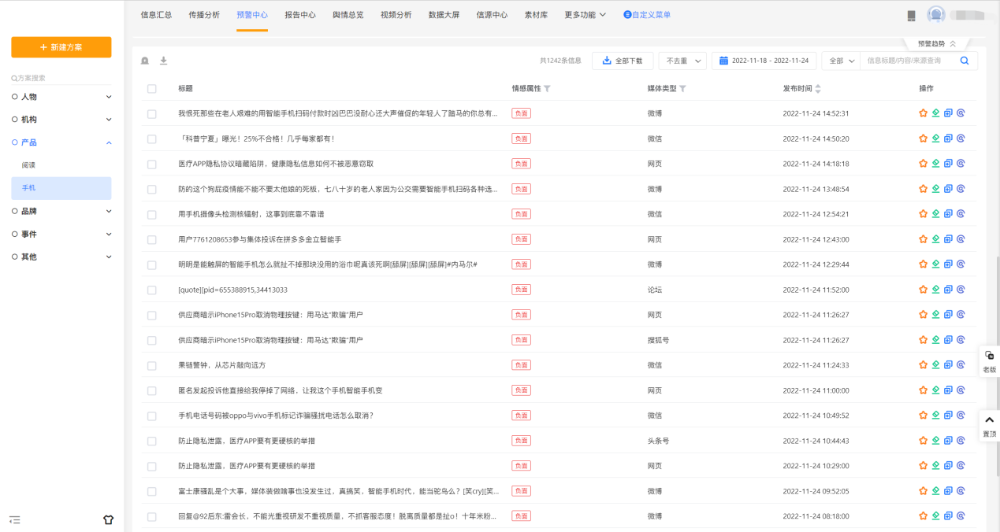 信息汇总 传播分析 预警中心 报告中心 舆情总览 视频分析 数据大屏 信源中心 素材库 更多功能 自定义菜单
+ 新建方案
预警趋势
共1242条信息 全部下载 不去重 2022-11-18 - 2022-11-24 全部 信息标题/内容/来源查询
方案搜索
人物
机构
产品
阅读
手机
品牌
事件
其他
标题 情感属性 媒体类型 发布时间 操作
我恨死那些在老人艰难的用智能手机扫码付款时凶巴巴没耐心还大声催促的年轻人了踏马的你总有... 负面 微博 2022-11-24 14:52:31
「科普宁夏」曝光！25%不合格！几乎每家都有！ 负面 微信 2022-11-24 14:50:20
医疗APP隐私协议暗藏陷阱，健康隐私信息如何不被恶意窃取 负面 网页 2022-11-24 14:18:18
防的这个狗屁疫情能不能不要太他娘的死板，七八十岁的老人家因为公交需要智能手机扫码各种选... 负面 微博 2022-11-24 13:48:54
用手机摄像头检测核辐射，这事到底靠不靠谱 负面 微信 2022-11-24 12:54:21
用户7761208653参与集体投诉在拼多多金立智能手 负面 网页 2022-11-24 12:43:00
明明是能触屏的智能手机怎么就扯不掉那块没用的浴巾呢真该死啊[舔屏][舔屏][舔屏]#内马尔# 负面 微博 2022-11-24 12:29:44
[quote][pid=655388915,34413033 负面 论坛 2022-11-24 11:52:00
供应商暗示iPhone15Pro取消物理按键：用马达“欺骗”用户 负面 网页 2022-11-24 11:26:27
供应商暗示iPhone15Pro取消物理按键：用马达“欺骗”用户 负面 搜狐号 2022-11-24 11:26:27
果链警钟，从芯片敲向远方 负面 微信 2022-11-24 11:24:33
匿名发起投诉他直接给我停掉了网络，让我这个手机智能手机变 负面 网页 2022-11-24 11:00:00
手机电话号码被oppo与vivo手机标记诈骗骚扰电话怎么取消？ 负面 微信 2022-11-24 10:49:52
防止隐私泄露，医疗APP要有更硬核的举措 负面 头条号 2022-11-24 10:44:43
防止隐私泄露，医疗APP要有更硬核的举措 负面 网页 2022-11-24 10:29:00
富士康骚乱是个大事，媒体装做啥事也没发生过，真搞笑，智能手机时代，能当鸵鸟么？[笑cry][笑... 负面 微博 2022-11-24 09:52:05
回复@92后东:雷会长，不能光重视研发不重视质量，不抓客服态度！脱离质量都是扯o！十年米粉... 负面 微博 2022-11-24 08:18:00
老版
置顶